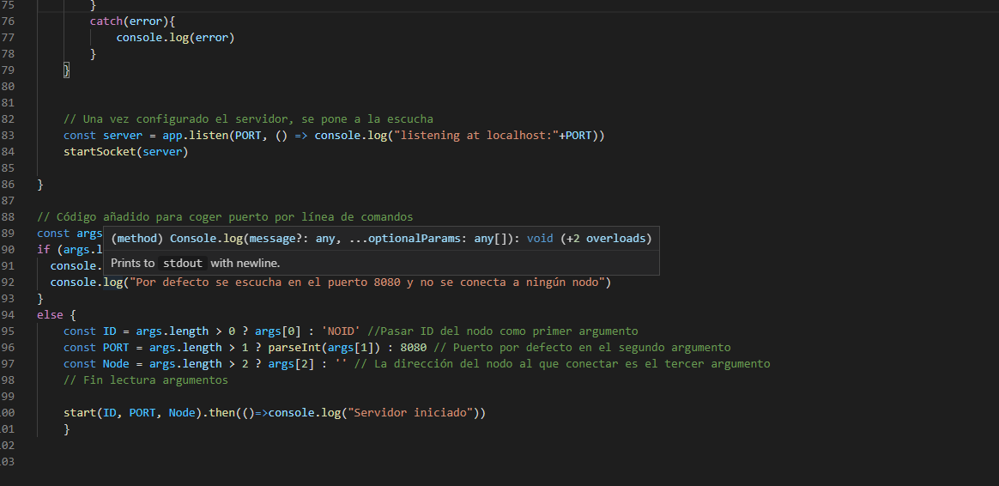 75 }
76 catch(error){
77 console.log(error)
78 }
79 }
80
81
82 // Una vez configurado el servidor, se pone a la escucha
83 const server = app.listen(PORT, () => console.log("listening at localhost:"+PORT))
84 startSocket(server)
85
86 }
87
88 // Código añadido para coger puerto por línea de comandos
89 const args
(method) Console.log(message?: any, ...optionalParams: any[]): void (+2 overloads)
90 if (args.l
Prints to stdout with newline.
91 console.
92 console.log("Por defecto se escucha en el puerto 8080 y no se conecta a ningún nodo")
93 }
94 else {
95 const ID = args.length > 0 ? args[0] : 'NOID' //Pasar ID del nodo como primer argumento
96 const PORT = args.length > 1 ? parseInt(args[1]) : 8080 // Puerto por defecto en el segundo argumento
97 const Node = args.length > 2 ? args[2] : '' // La dirección del nodo al que conectar es el tercer argumento
98 // Fin lectura argumentos
99
00 start(ID, PORT, Node).then(()=>console.log("Servidor iniciado"))
01 }
02
03